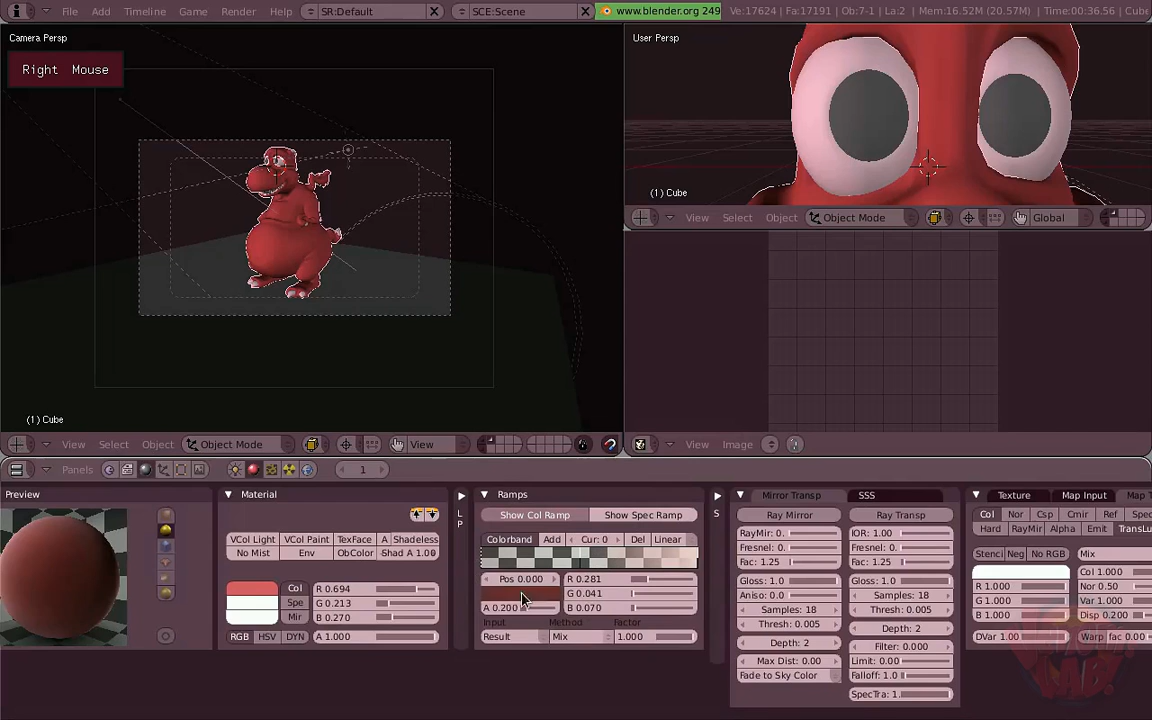 File Add Timeline Game Render Help SR:Default SCE:Scene www.blender.org 249 Ve:17624 | Fa:17191 | Ob:7-1 | La:2 | Mem:16.52M (20.57M) | Time:00:36.56 | Cube
Camera Persp
User Persp
Right Mouse
(1) Cube
View Select Object Object Mode Global
(1) Cube
View Select Object Object Mode View
View Image
Panels 1
Preview
Material
VCol Light VCol Paint TexFace A Shadeless
No Mist Env ObColor Shad A 1.00
Col R 0.694
Spe G 0.213
Mir B 0.270
RGB HSV DYN A 1.000
L
P
Ramps
Show Col Ramp Show Spec Ramp
Colorband Add Cur: 0 Del Linear
Pos 0.000 R 0.281
G 0.041
A 0.200 B 0.070
Input Method Factor
Result Mix 1.000
S
Mirror Transp SSS
Ray Mirror Ray Transp
RayMir: 0. IOR: 1.00
Fresnel: 0. Fresnel: 0.
Fac: 1.25 Fac: 1.25
Gloss: 1.0 Gloss: 1.0
Aniso: 0.0 Samples: 18
Samples: 18 Thresh: 0.005
Thresh: 0.005 Depth: 2
Depth: 2 Filter: 0.000
Max Dist: 0.00 Limit: 0.00
Fade to Sky Color Falloff: 1.0
SpecTra: 1.
Texture Map Input Map T
Col Nor Csp Cmir Ref Spec
Hard RayMir Alpha Emit TransLu
Stenci Neg No RGB Mix
Col 1.000
R 1.000 Nor 0.50
G 1.000 Var 1.000
B 1.000 Disp 0.200
DVar 1.00 Warp fac 0.00